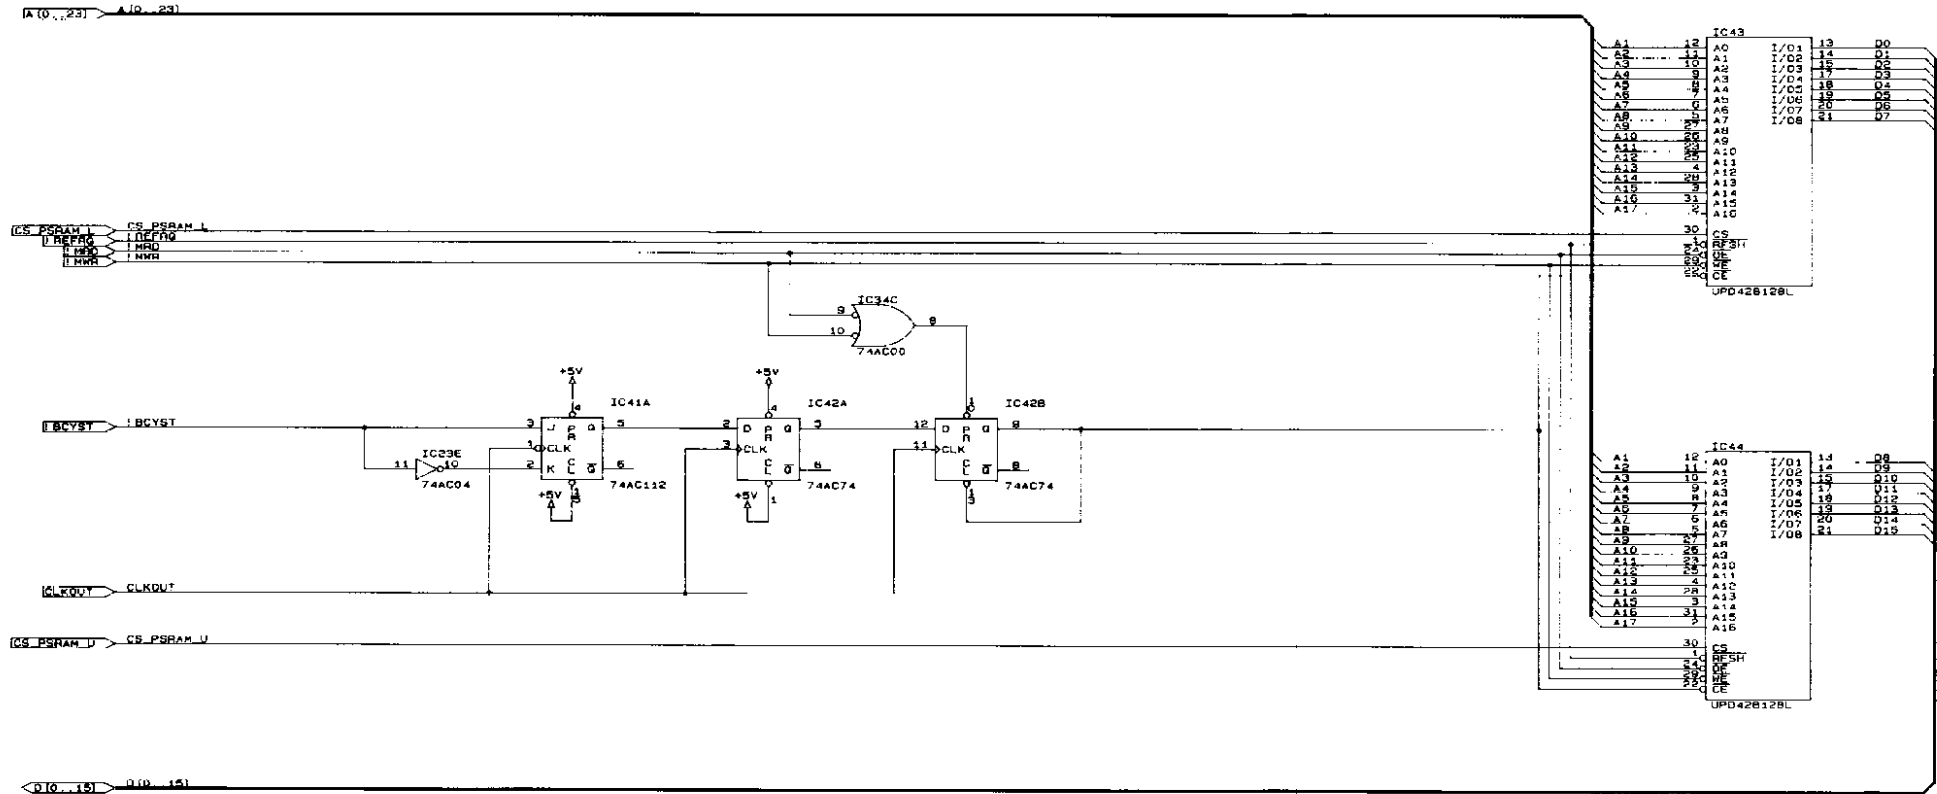 A[0..23] A[0..23]
CS_PSRAM_L CS_PSRAM_L
!REFRQ !REFRQ
!MRD !MRD
!MWR !MWR
!BCYST !BCYST
CLKOUT CLKOUT
CS_PSRAM_U CS_PSRAM_U
D[0..15] D[0..15]
IC34C
9
10
8
74AC00
11 IC23E 10
74AC04
+5V
4 IC41A
3 J PR Q 5
1 CLK
2 K CL Q 6
+5V 15 74AC112
+5V
4 IC42A
2 D PR Q 5
3 CLK
CL Q 6
+5V 1 74AC74
10 IC42B
12 D PR Q 9
11 CLK
CL Q 8
13 74AC74
IC43
A1 12 A0 I/O1 13 D0
A2 11 A1 I/O2 14 D1
A3 10 A2 I/O3 15 D2
A4 9 A3 I/O4 17 D3
A5 8 A4 I/O5 18 D4
A6 7 A5 I/O6 19 D5
A7 6 A6 I/O7 20 D6
A8 5 A7 I/O8 21 D7
A9 27 A8
A10 26 A9
A11 23 A10
A12 25 A11
A13 4 A12
A14 28 A13
A15 3 A14
A16 31 A15
A17 2 A16
30 CS
1 RFSH
24 OE
29 WE
22 CE
UPD428128L
IC44
A1 12 A0 I/O1 13 D8
A2 11 A1 I/O2 14 D9
A3 10 A2 I/O3 15 D10
A4 9 A3 I/O4 17 D11
A5 8 A4 I/O5 18 D12
A6 7 A5 I/O6 19 D13
A7 6 A6 I/O7 20 D14
A8 5 A7 I/O8 21 D15
A9 27 A8
A10 26 A9
A11 23 A10
A12 25 A11
A13 4 A12
A14 28 A13
A15 3 A14
A16 31 A15
A17 2 A16
30 CS
1 RFSH
24 OE
29 WE
22 CE
UPD428128L